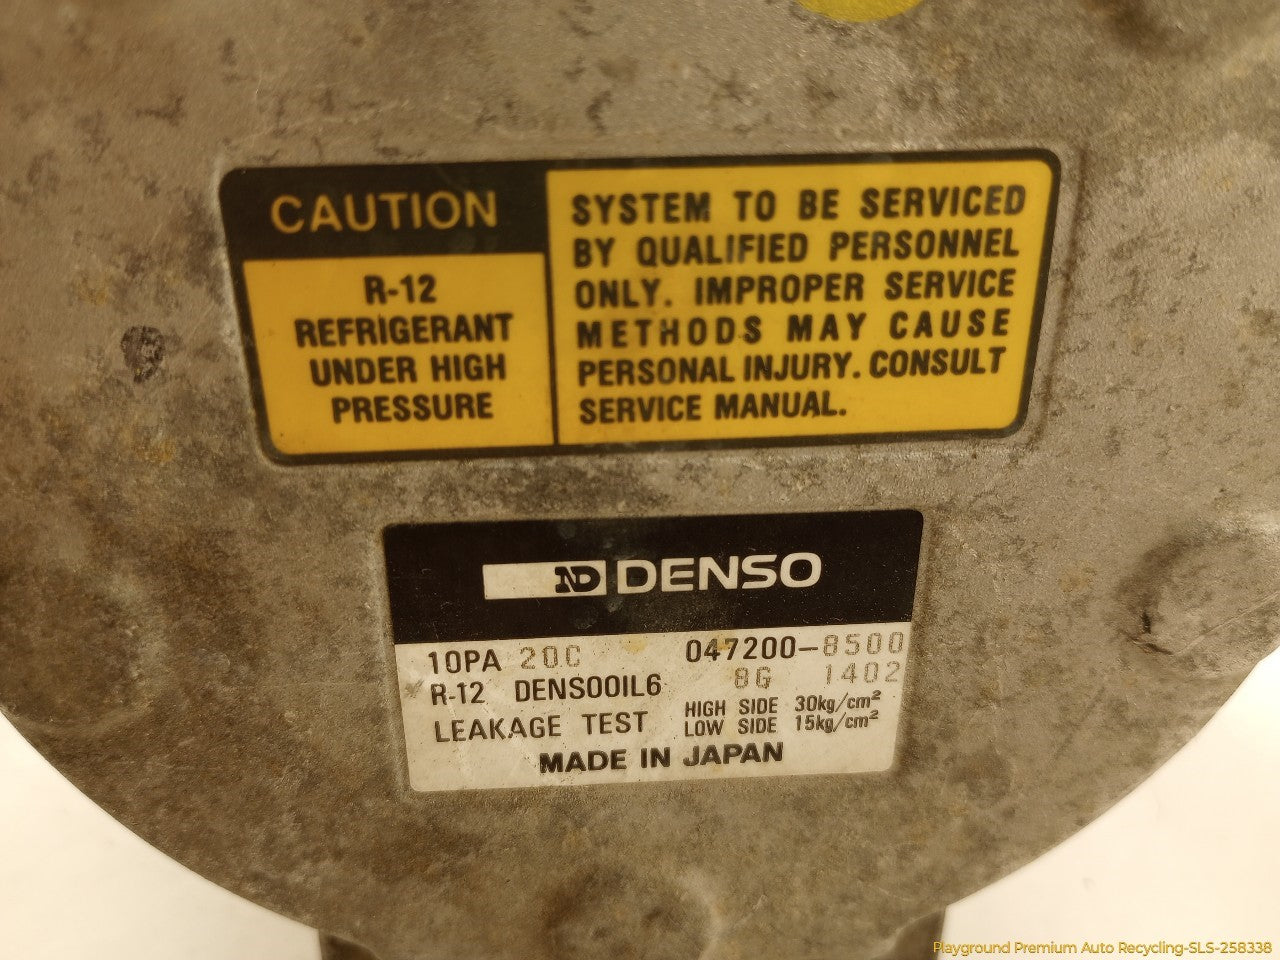 CAUTION
R-12
REFRIGERANT
UNDER HIGH
PRESSURE
SYSTEM TO BE SERVICED
BY QUALIFIED PERSONNEL
ONLY. IMPROPER SERVICE
METHODS MAY CAUSE
PERSONAL INJURY. CONSULT
SERVICE MANUAL.
ND DENSO
10PA 20C 047200-8500
R-12 DENSOOIL6 8G 1402
LEAKAGE TEST HIGH SIDE 30kg/cm²
LOW SIDE 15kg/cm²
MADE IN JAPAN
Playground Premium Auto Recycling-SLS-258338